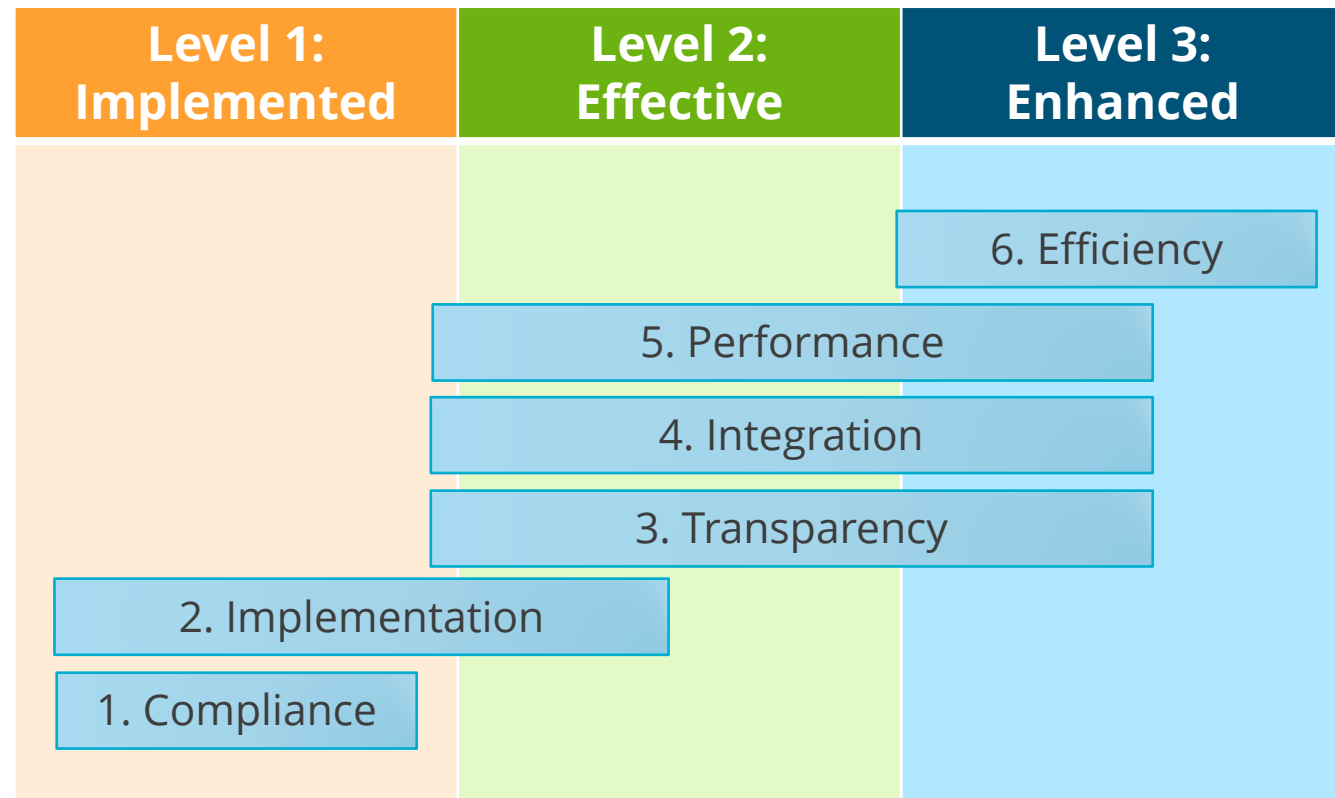 Level 1:
Implemented
Level 2:
Effective
Level 3:
Enhanced
6. Efficiency
5. Performance
4. Integration
3. Transparency
2. Implementation
1. Compliance